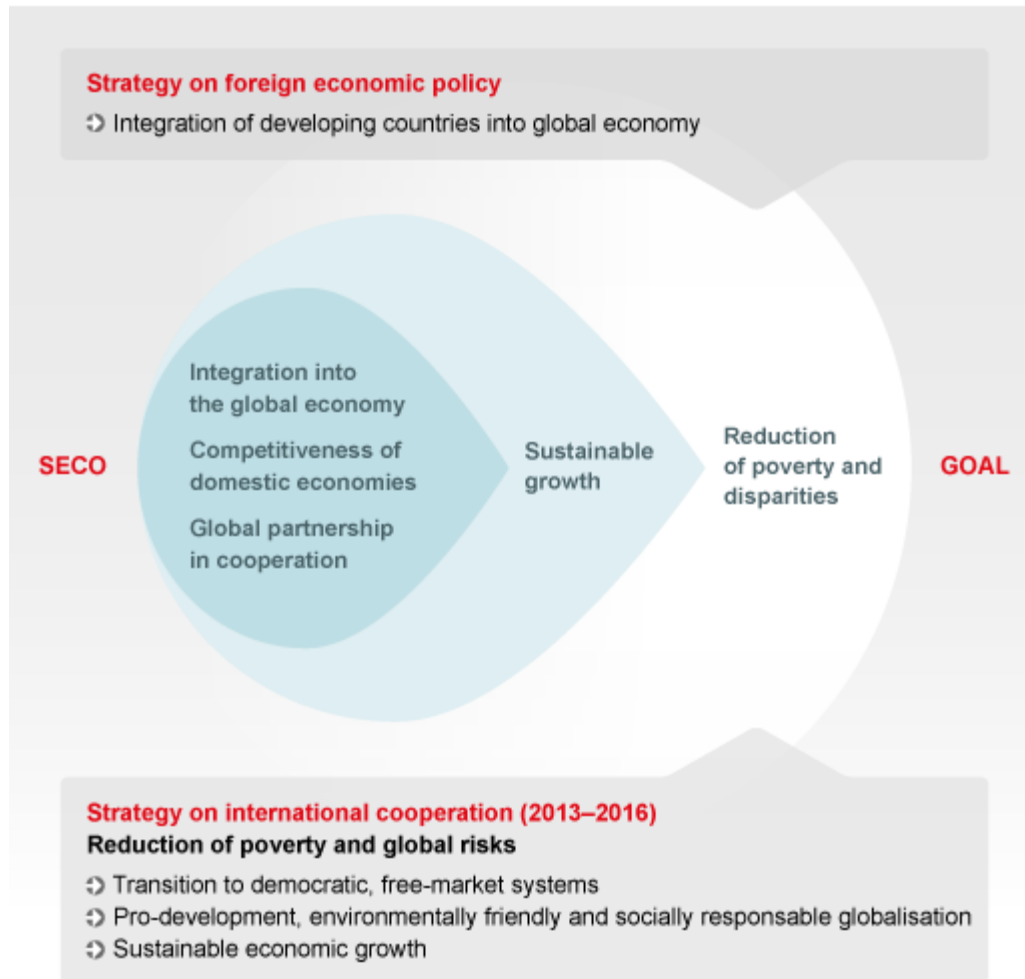 Strategy on foreign economic policy
Integration of developing countries into global economy
SECO
Integration into
the global economy
Competitiveness of
domestic economies
Global partnership
in cooperation
Sustainable
growth
Reduction
of poverty and
disparities
GOAL
Strategy on international cooperation (2013–2016)
Reduction of poverty and global risks
Transition to democratic, free-market systems
Pro-development, environmentally friendly and socially responsable globalisation
Sustainable economic growth